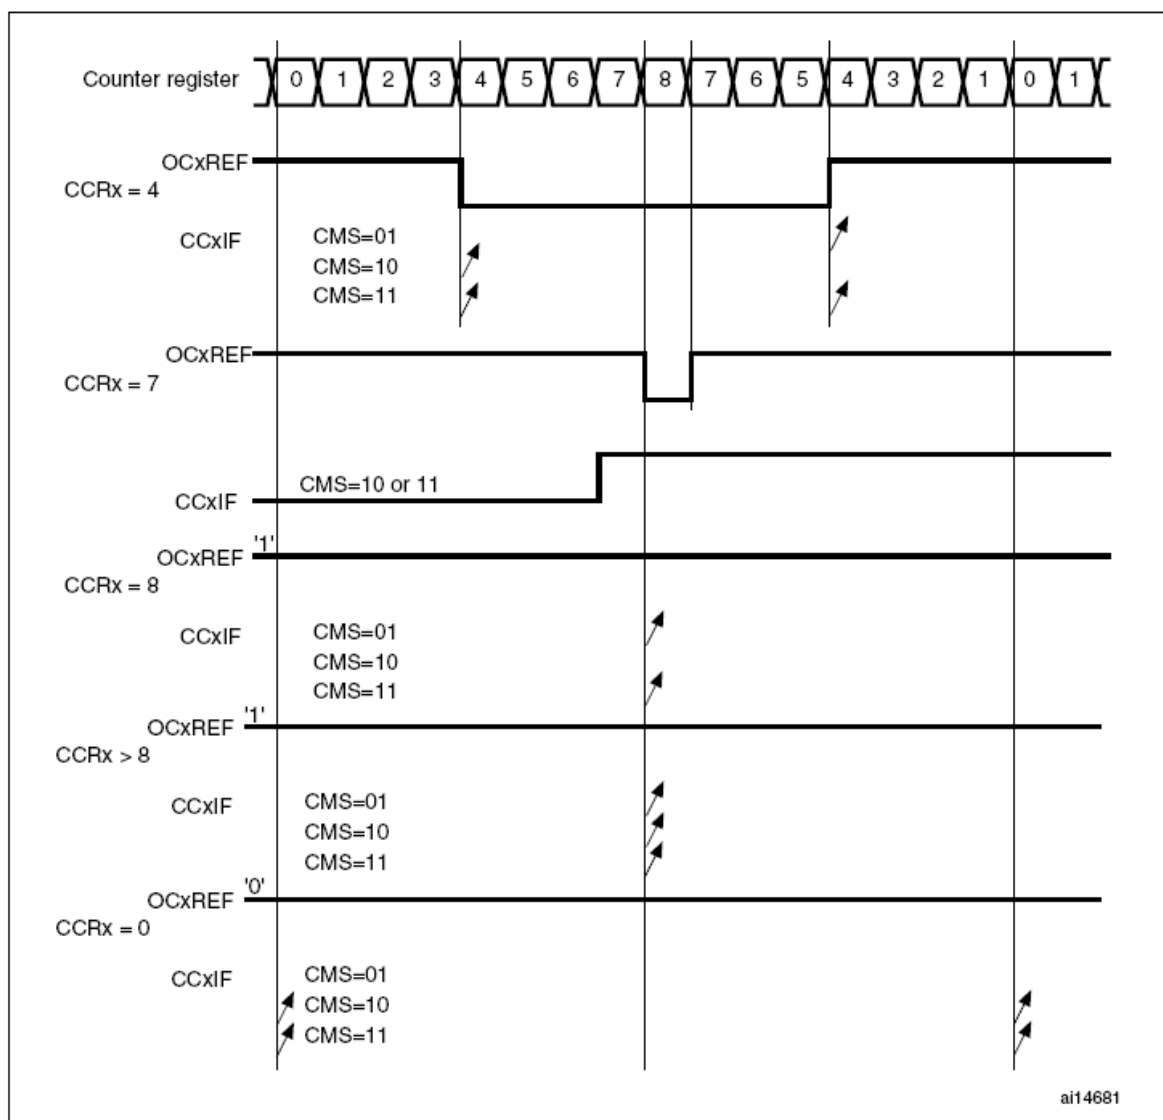 Counter register 0 1 2 3 4 5 6 7 8 7 6 5 4 3 2 1 0 1
OCxREF
CCRx = 4
CCxIF CMS=01
CMS=10
CMS=11
OCxREF
CCRx = 7
CMS=10 or 11
CCxIF
OCxREF '1'
CCRx = 8
CCxIF CMS=01
CMS=10
CMS=11
OCxREF '1'
CCRx > 8
CCxIF CMS=01
CMS=10
CMS=11
OCxREF '0'
CCRx = 0
CCxIF CMS=01
CMS=10
CMS=11
ai14681